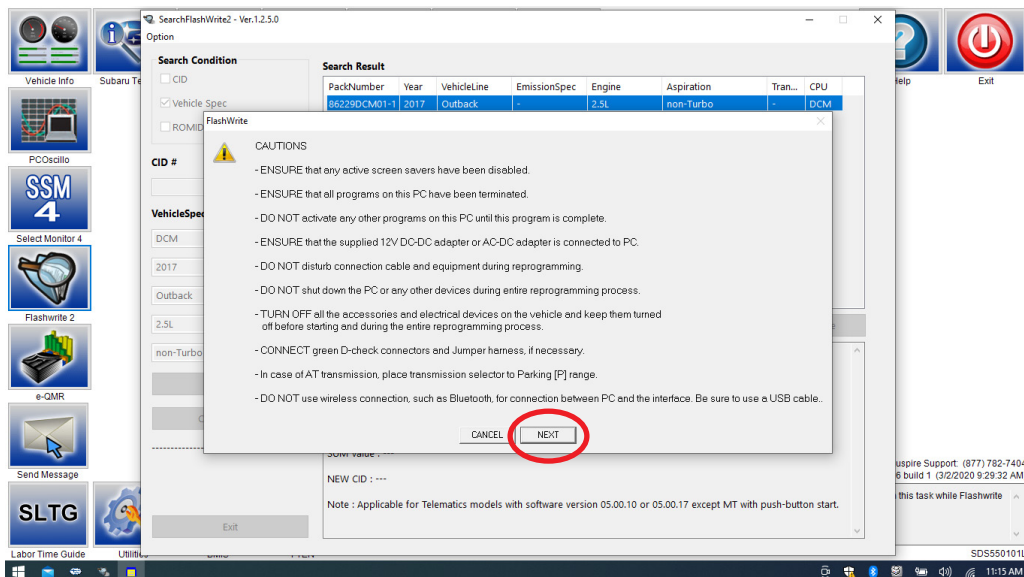 SearchFlashWrite2 - Ver.1.2.5.0
Option
Vehicle Info
Subaru Te
Help
Exit
Search Condition
CID
Vehicle Spec
ROMID
CID #
VehicleSpec
DCM
2017
Outback
2.5L
non-Turbo
Exit
Search Result
PackNumber Year VehicleLine EmissionSpec Engine Aspiration Tran... CPU
86229DCM01-1 2017 Outback - 2.5L non-Turbo - DCM
FlashWrite
CAUTIONS
- ENSURE that any active screen savers have been disabled.
- ENSURE that all programs on this PC have been terminated.
- DO NOT activate any other programs on this PC until this program is complete.
- ENSURE that the supplied 12V DC-DC adapter or AC-DC adapter is connected to PC.
- DO NOT disturb connection cable and equipment during reprogramming.
- DO NOT shut down the PC or any other devices during entire reprogramming process.
- TURN OFF all the accessories and electrical devices on the vehicle and keep them turned
off before starting and during the entire reprogramming process.
- CONNECT green D-check connectors and Jumper harness, if necessary.
- In case of AT transmission, place transmission selector to Parking [P] range.
- DO NOT use wireless connection, such as Bluetooth, for connection between PC and the interface. Be sure to use a USB cable..
CANCEL NEXT
SUM value : ---
NEW CID : ---
Note : Applicable for Telematics models with software version 05.00.10 or 05.00.17 except MT with push-button start.
PCOscillo
SSM
4
Select Monitor 4
Flashwrite 2
e-QMR
Send Message
SLTG
Labor Time Guide
Utilities
uspire Support: (877) 782-7404
6 build 1 (3/2/2020 9:29:32 AM
this task while Flashwrite
SDS550101L
11:15 AM